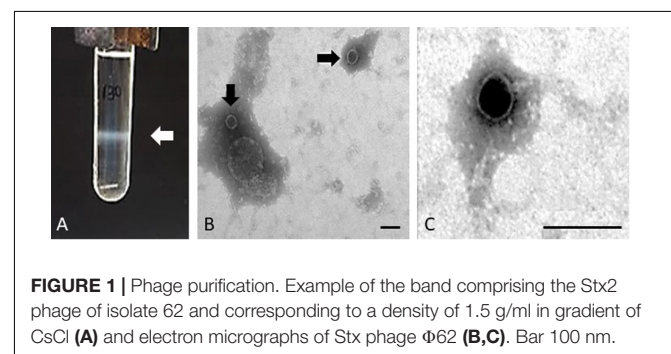 A
B
C
FIGURE 1 | Phage purification. Example of the band comprising the Stx2
phage of isolate 62 and corresponding to a density of 1.5 g/ml in gradient of
CsCl (A) and electron micrographs of Stx phage Φ62 (B,C). Bar 100 nm.